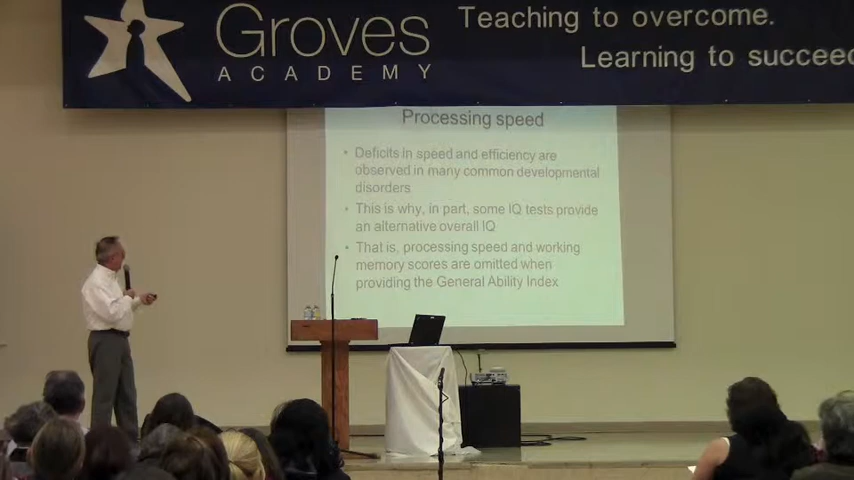 Groves
ACADEMY
Teaching to overcome.
Learning to succeed
Processing speed
• Deficits in speed and efficiency are
observed in many common developmental
disorders
• This is why, in part, some IQ tests provide
an alternative overall IQ
• That is, processing speed and working
memory scores are omitted when
providing the General Ability Index